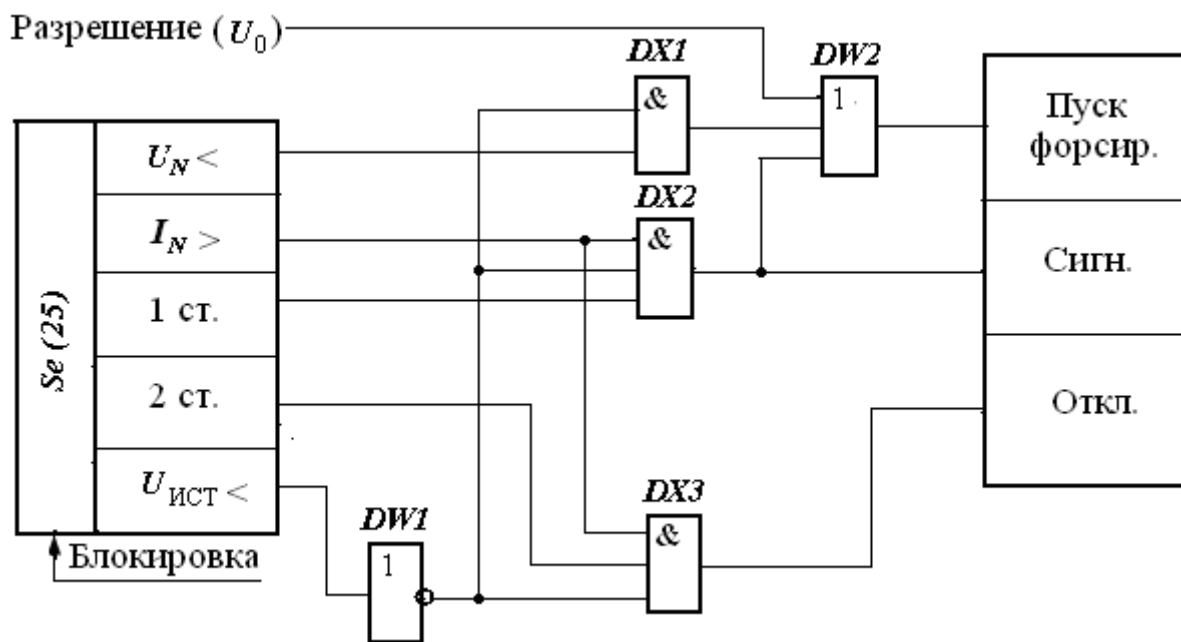 Разрешение (U₀)
DX1
DW2
&
1
Пуск
форсир.
U_N <
DX2
I_N >
&
Сигн.
Se (25)
1 ст.
2 ст.
Откл.
U_ИСТ <
DX3
DW1
&
Блокировка
1